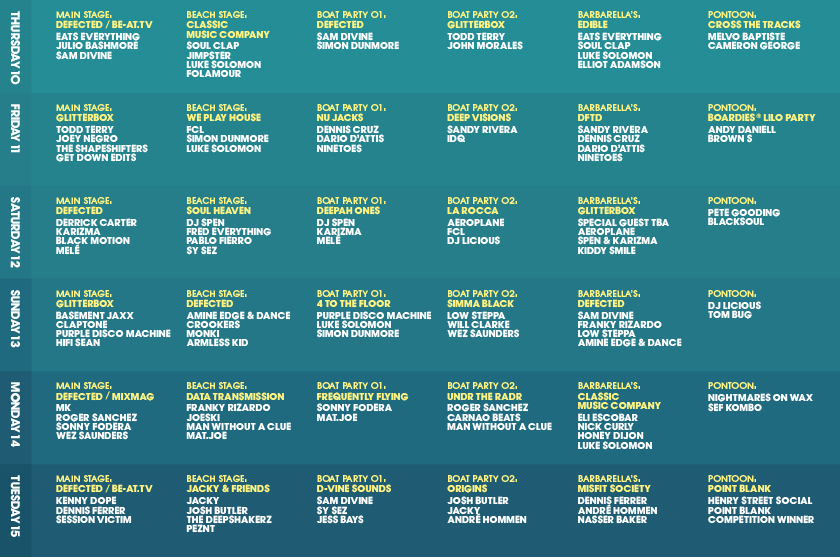 THURSDAY 10
MAIN STAGE:
DEFECTED / BE-AT.TV
EATS EVERYTHING
JULIO BASHMORE
SAM DIVINE
BEACH STAGE:
CLASSIC
MUSIC COMPANY
SOUL CLAP
JIMPSTER
LUKE SOLOMON
FOLAMOUR
BOAT PARTY 01:
DEFECTED
SAM DIVINE
SIMON DUNMORE
BOAT PARTY 02:
GLITTERBOX
TODD TERRY
JOHN MORALES
BARBARELLA'S:
EDIBLE
EATS EVERYTHING
SOUL CLAP
LUKE SOLOMON
ELLIOT ADAMSON
PONTOON:
CROSS THE TRACKS
MELVO BAPTISTE
CAMERON GEORGE
FRIDAY 11
MAIN STAGE:
GLITTERBOX
TODD TERRY
JOEY NEGRO
THE SHAPESHIFTERS
GET DOWN EDITS
BEACH STAGE:
WE PLAY HOUSE
FCL
SIMON DUNMORE
LUKE SOLOMON
BOAT PARTY 01:
NU JACKS
DENNIS CRUZ
DARIO D'ATTIS
NINETOES
BOAT PARTY 02:
DEEP VISIONS
SANDY RIVERA
IDQ
BARBARELLA'S:
DFTD
SANDY RIVERA
DENNIS CRUZ
DARIO D'ATTIS
NINETOES
PONTOON:
BOARDIES® LILO PARTY
ANDY DANIELL
BROWN S
SATURDAY 12
MAIN STAGE:
DEFECTED
DERRICK CARTER
KARIZMA
BLACK MOTION
MELÉ
BEACH STAGE:
SOUL HEAVEN
DJ SPEN
FRED EVERYTHING
PABLO FIERRO
SY SEZ
BOAT PARTY 01:
DEEPAH ONES
DJ SPEN
KARIZMA
MELÉ
BOAT PARTY 02:
LA ROCCA
AEROPLANE
FCL
DJ LICIOUS
BARBARELLA'S:
GLITTERBOX
SPECIAL GUEST TBA
AEROPLANE
SPEN & KARIZMA
KIDDY SMILE
PONTOON:
PETE GOODING
BLACKSOUL
SUNDAY 13
MAIN STAGE:
GLITTERBOX
BASEMENT JAXX
CLAPTONE
PURPLE DISCO MACHINE
HIFI SEAN
BEACH STAGE:
DEFECTED
AMINE EDGE & DANCE
CROOKERS
MONKI
ARMLESS KID
BOAT PARTY 01:
4 TO THE FLOOR
PURPLE DISCO MACHINE
LUKE SOLOMON
SIMON DUNMORE
BOAT PARTY 02:
SIMMA BLACK
LOW STEPPA
WILL CLARKE
WEZ SAUNDERS
BARBARELLA'S:
DEFECTED
SAM DIVINE
FRANKY RIZARDO
LOW STEPPA
AMINE EDGE & DANCE
PONTOON:
DJ LICIOUS
TOM BUG
MONDAY 14
MAIN STAGE:
DEFECTED / MIXMAG
MK
ROGER SANCHEZ
SONNY FODERA
WEZ SAUNDERS
BEACH STAGE:
DATA TRANSMISSION
FRANKY RIZARDO
JOESKI
MAN WITHOUT A CLUE
MAT.JOE
BOAT PARTY 01:
FREQUENTLY FLYING
SONNY FODERA
MAT.JOE
BOAT PARTY 02:
UNDR THE RADR
ROGER SANCHEZ
CARNAO BEATS
MAN WITHOUT A CLUE
BARBARELLA'S:
CLASSIC
MUSIC COMPANY
ELI ESCOBAR
NICK CURLY
HONEY DIJON
LUKE SOLOMON
PONTOON:
NIGHTMARES ON WAX
SEF KOMBO
TUESDAY 15
MAIN STAGE:
DEFECTED / BE-AT.TV
KENNY DOPE
DENNIS FERRER
SESSION VICTIM
BEACH STAGE:
JACKY & FRIENDS
JACKY
JOSH BUTLER
THE DEEPSHAKERZ
PEZNT
BOAT PARTY 01:
D-VINE SOUNDS
SAM DIVINE
SY SEZ
JESS BAYS
BOAT PARTY 02:
ORIGINS
JOSH BUTLER
JACKY
ANDRÉ HOMMEN
BARBARELLA'S:
MISFIT SOCIETY
DENNIS FERRER
ANDRÉ HOMMEN
NASSER BAKER
PONTOON:
POINT BLANK
HENRY STREET SOCIAL
POINT BLANK
COMPETITION WINNER